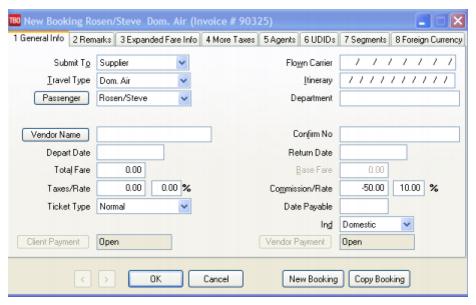 TBO New Booking Rosen/Steve Dom. Air (Invoice # 90325)
1 General Info 2 Remarks 3 Expanded Fare Info 4 More Taxes 5 Agents 6 UDIDs 7 Segments 8 Foreign Currency
Submit To Supplier Flown Carrier / / / / / / /
Travel Type Dom. Air Itinerary / / / / / / / / / /
Passenger Rosen/Steve Department
Vendor Name Confirm No
Depart Date Return Date
Total Fare 0.00 Base Fare 0.00
Taxes/Rate 0.00 0.00 % Commission/Rate -50.00 10.00 %
Ticket Type Normal Date Payable
Ind Domestic
Client Payment Open Vendor Payment Open
< > OK Cancel New Booking Copy Booking